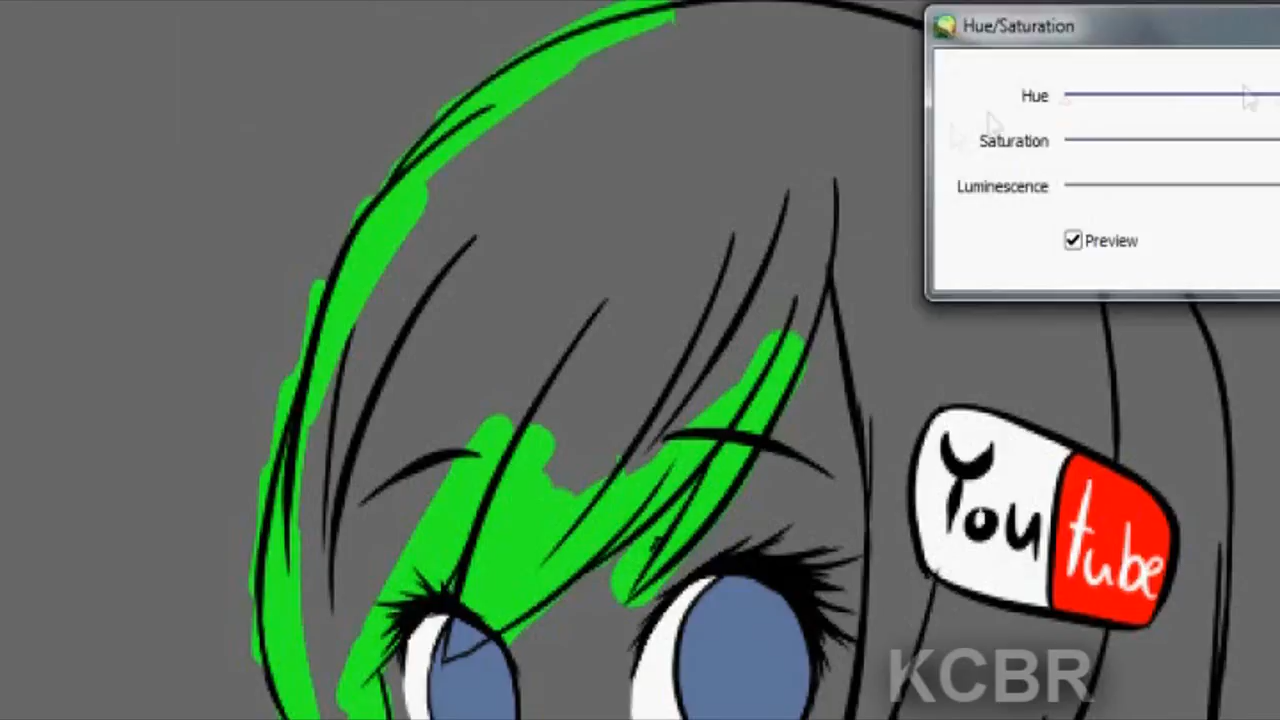 Hue/Saturation
Hue
Saturation
Luminescence
Preview
You
tube
KCBR